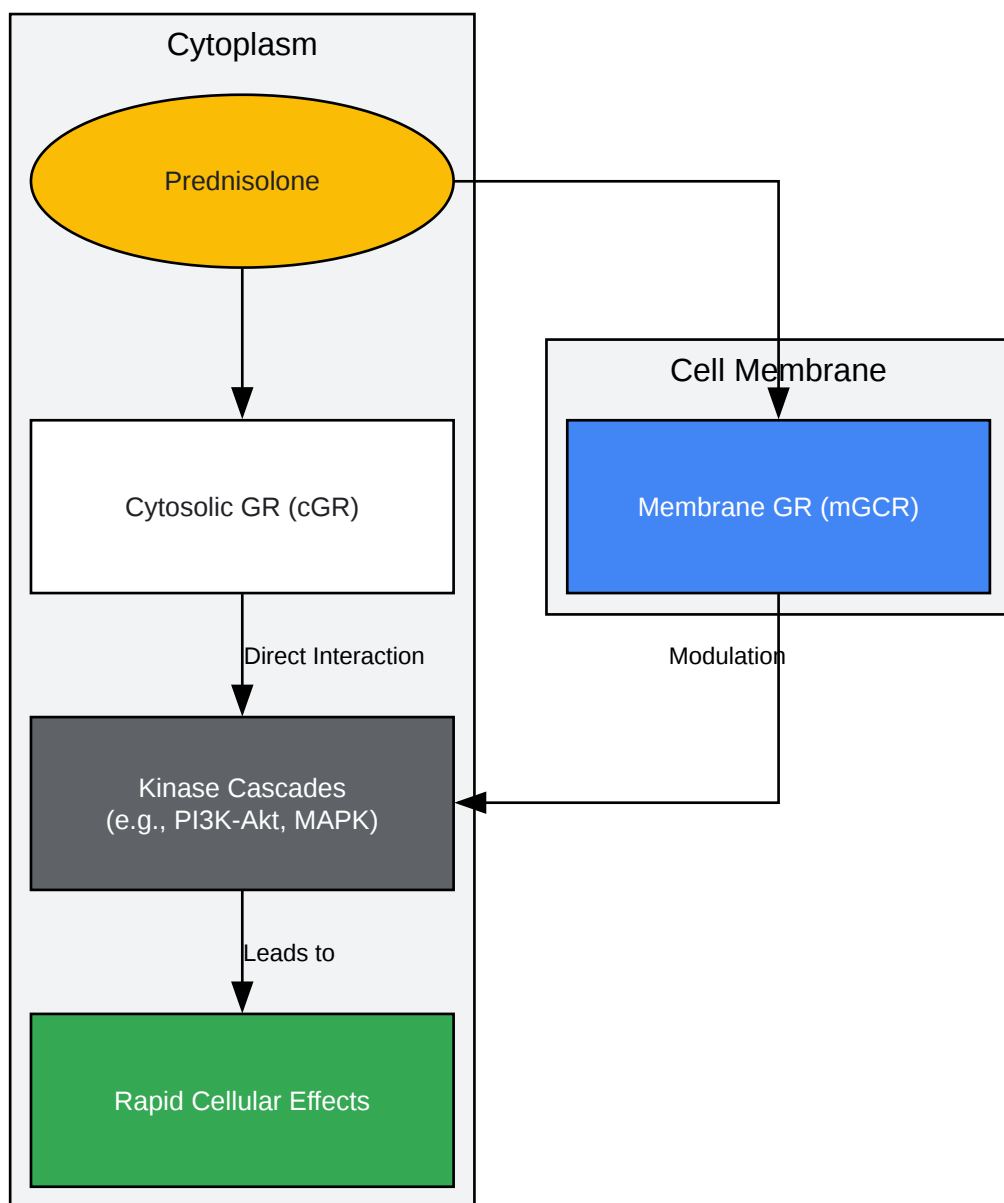 Cytoplasm
Prednisolone
Cell Membrane
Cytosolic GR (cGR)
Membrane GR (mGCR)
Direct Interaction
Modulation
Kinase Cascades
(e.g., PI3K-Akt, MAPK)
Leads to
Rapid Cellular Effects